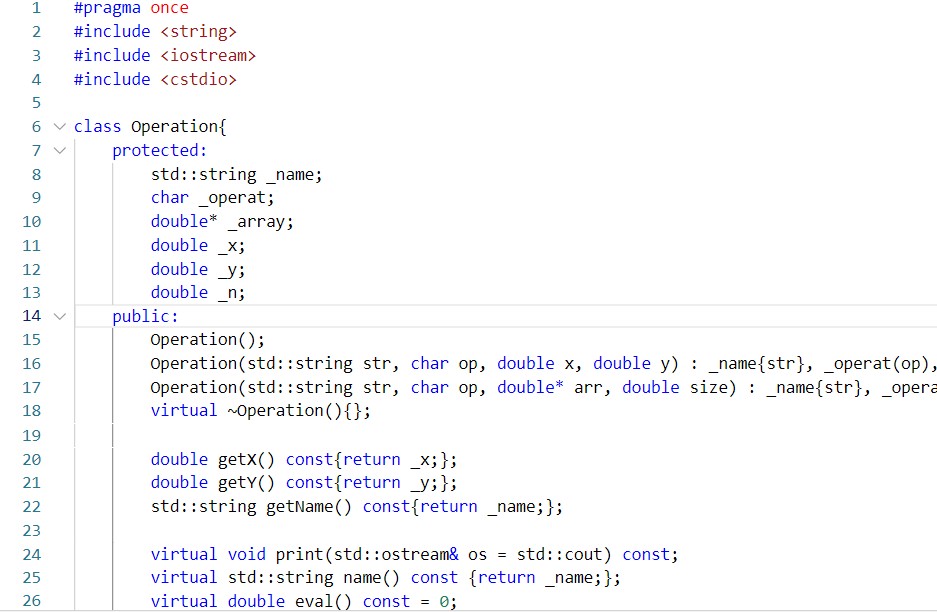 1 #pragma once
2 #include <string>
3 #include <iostream>
4 #include <cstdio>
5
6 class Operation{
7     protected:
8         std::string _name;
9         char _operat;
10         double* _array;
11         double _x;
12         double _y;
13         double _n;
14     public:
15         Operation();
16         Operation(std::string str, char op, double x, double y) : _name{str}, _operat(op),
17         Operation(std::string str, char op, double* arr, double size) : _name{str}, _opera
18         virtual ~Operation(){};
19
20         double getX() const{return _x;};
21         double getY() const{return _y;};
22         std::string getName() const{return _name;};
23
24         virtual void print(std::ostream& os = std::cout) const;
25         virtual std::string name() const {return _name;};
26         virtual double eval() const = 0;